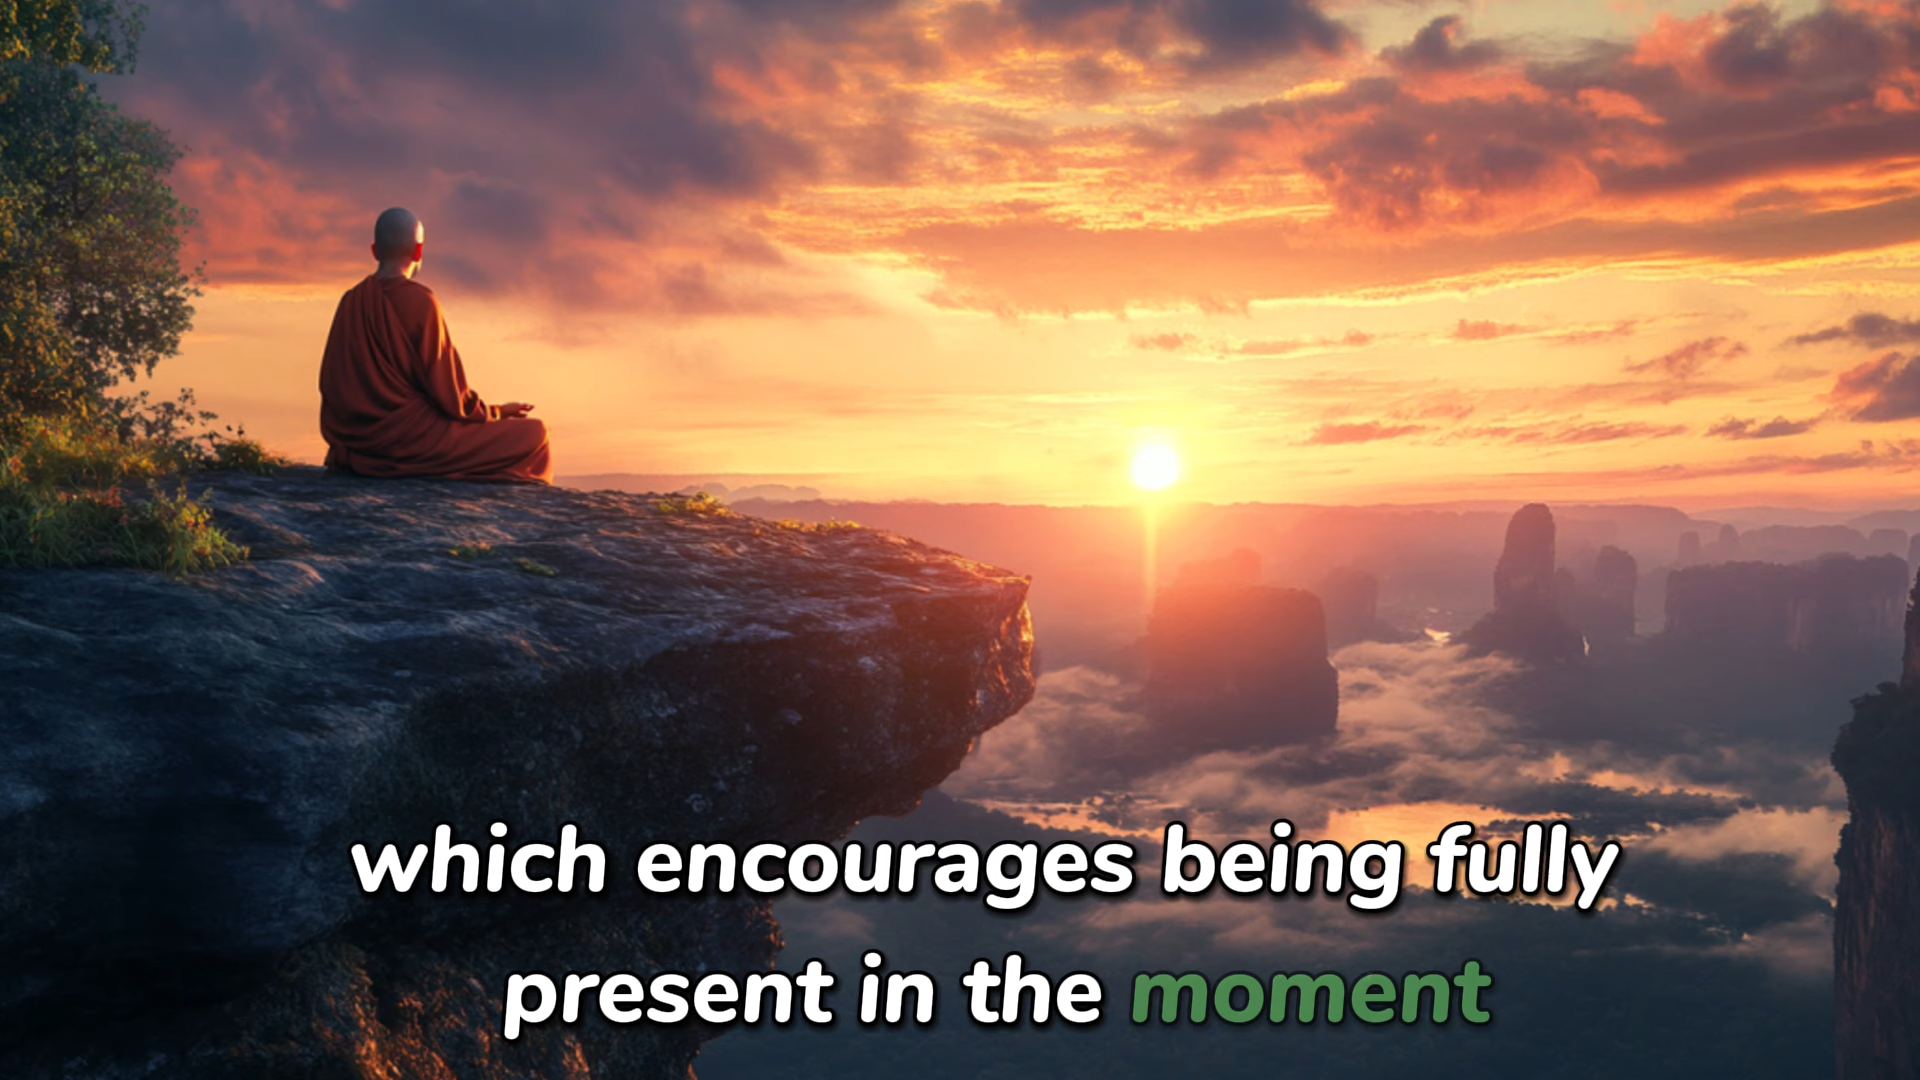 which encourages being fully
present in the moment